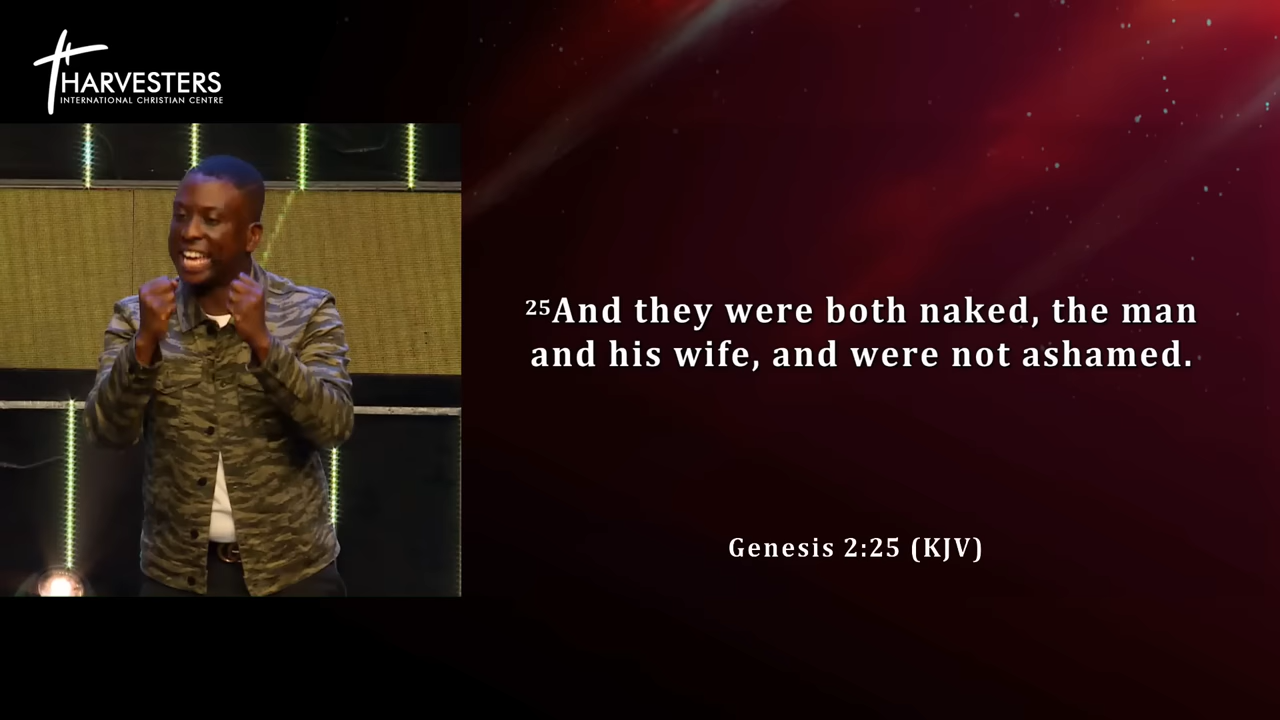 HARVESTERS
INTERNATIONAL CHRISTIAN CENTRE
25And they were both naked, the man
and his wife, and were not ashamed.
Genesis 2:25 (KJV)